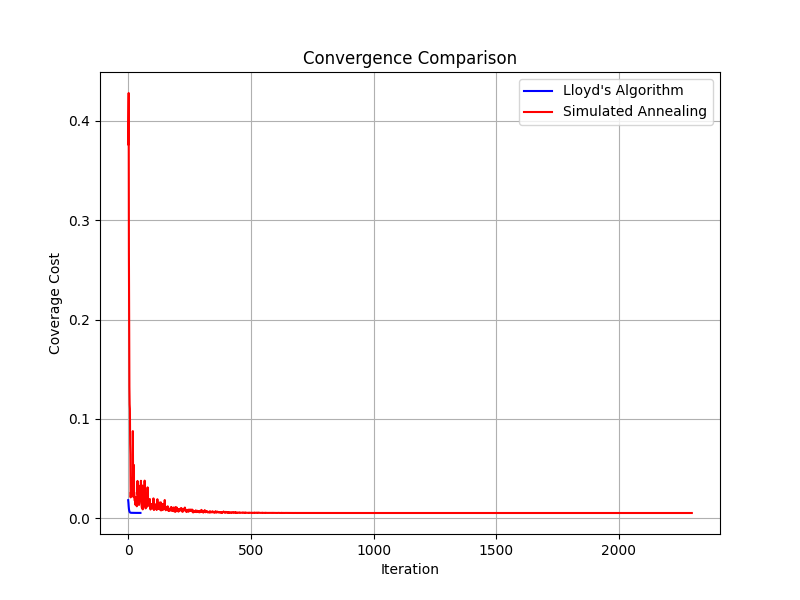 Convergence Comparison
Lloyd's Algorithm
Simulated Annealing
Coverage Cost
0.4
0.3
0.2
0.1
0.0
0 500 1000 1500 2000
Iteration